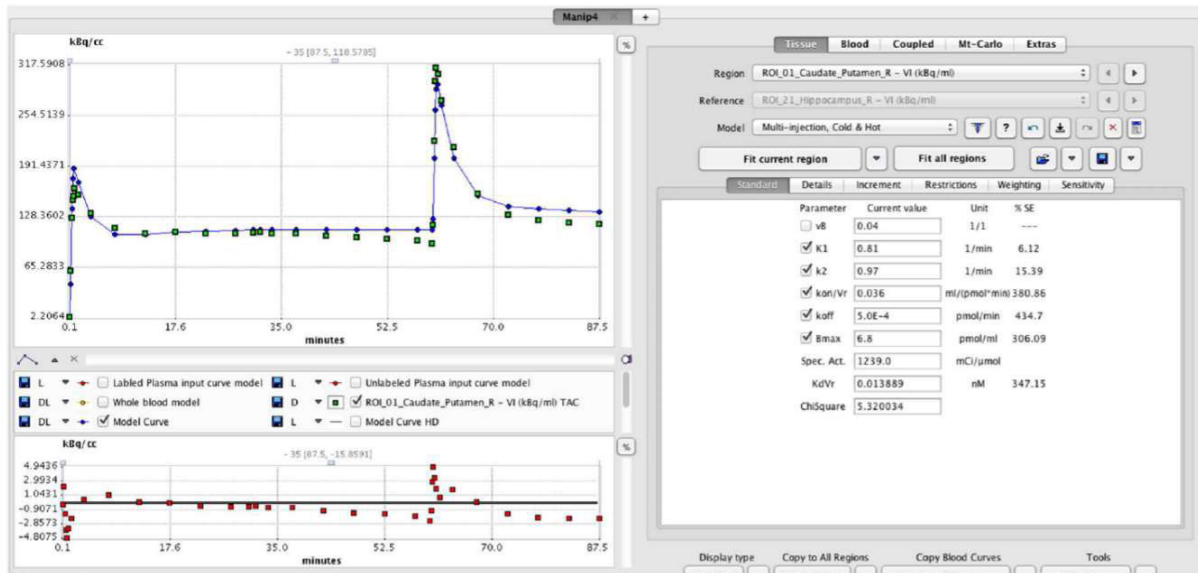 Manip4 × +
kBq/cc
- 35 [87.5, 118.5785]
317.5908
254.5139
191.4371
128.3602
65.2833
2.2064
0.1 17.6 35.0 52.5 70.0 87.5
minutes
L Labled Plasma input curve model L Unlabeled Plasma input curve model
DL Whole blood model D ROI_01_Caudate_Putamen_R - VI (kBq/ml) TAC
DL Model Curve L Model Curve HD
kBq/cc
- 35 [87.5, -15.8591]
4.9436
2.9934
1.0431
-0.9071
-2.8573
-4.8075
0.1 17.6 35.0 52.5 70.0 87.5
minutes
%
%
Tissue Blood Coupled Mt-Carlo Extras
Region ROI_01_Caudate_Putamen_R - VI (kBq/ml)
Reference ROI_21_Hippocampus_R - VI (kBq/ml)
Model Multi-injection, Cold & Hot ?
Fit current region Fit all regions
Standard Details Increment Restrictions Weighting Sensitivity
Parameter Current value Unit % SE
vB 0.04 1/1 ---
K1 0.81 1/min 6.12
k2 0.97 1/min 15.39
kon/Vr 0.036 ml/(pmol*min) 380.86
koff 5.0E-4 pmol/min 434.7
Bmax 6.8 pmol/ml 306.09
Spec. Act. 1239.0 mCi/µmol
KdVr 0.013889 nM 347.15
ChiSquare 5.320034
Display type Copy to All Regions Copy Blood Curves Tools